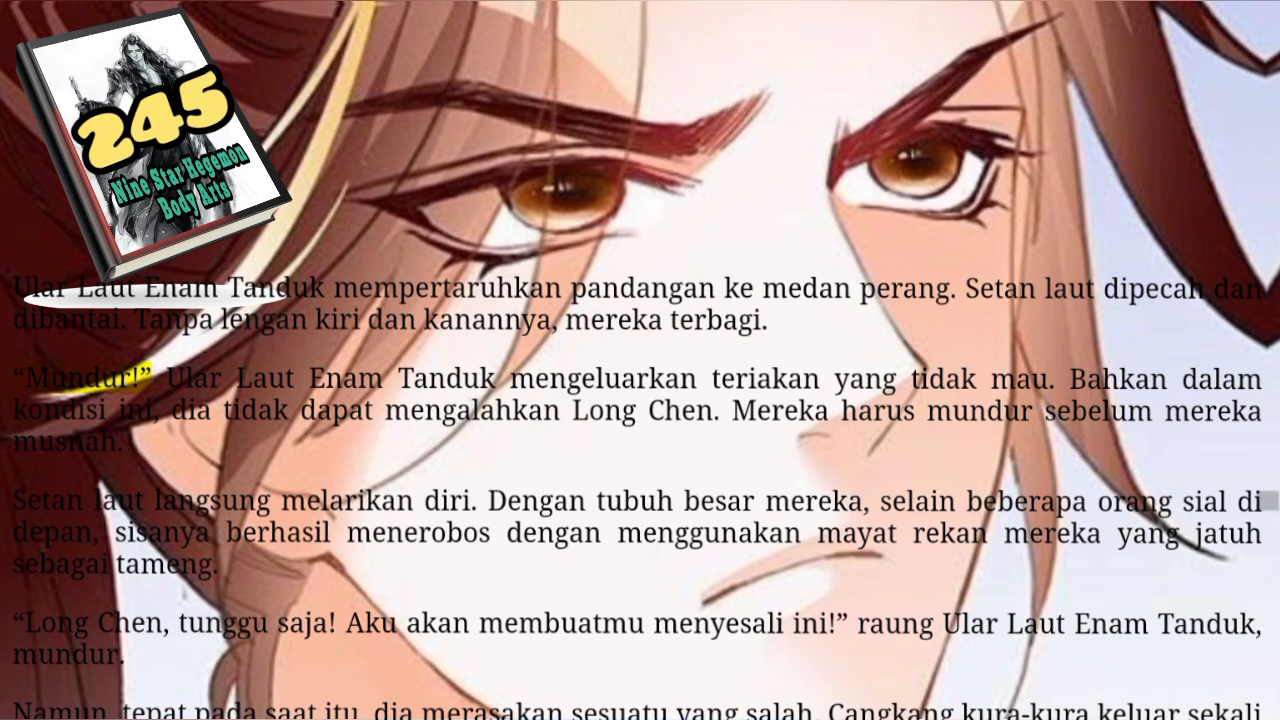 245
Nine Star Hegemon
Body Arts
Ular Laut Enam Tanduk mempertaruhkan pandangan ke medan perang. Setan laut dipecah dan
dibantai. Tanpa lengan kiri dan kanannya, mereka terbagi.
“Mundur!” Ular Laut Enam Tanduk mengeluarkan teriakan yang tidak mau. Bahkan dalam
kondisi ini, dia tidak dapat mengalahkan Long Chen. Mereka harus mundur sebelum mereka
musnah.
Setan laut langsung melarikan diri. Dengan tubuh besar mereka, selain beberapa orang sial di
depan, sisanya berhasil menerobos dengan menggunakan mayat rekan mereka yang jatuh
sebagai tameng.
“Long Chen, tunggu saja! Aku akan membuatmu menyesali ini!” raung Ular Laut Enam Tanduk,
mundur.
Namun, tepat pada saat itu, dia merasakan sesuatu yang salah. Cangkang kura-kura keluar sekali